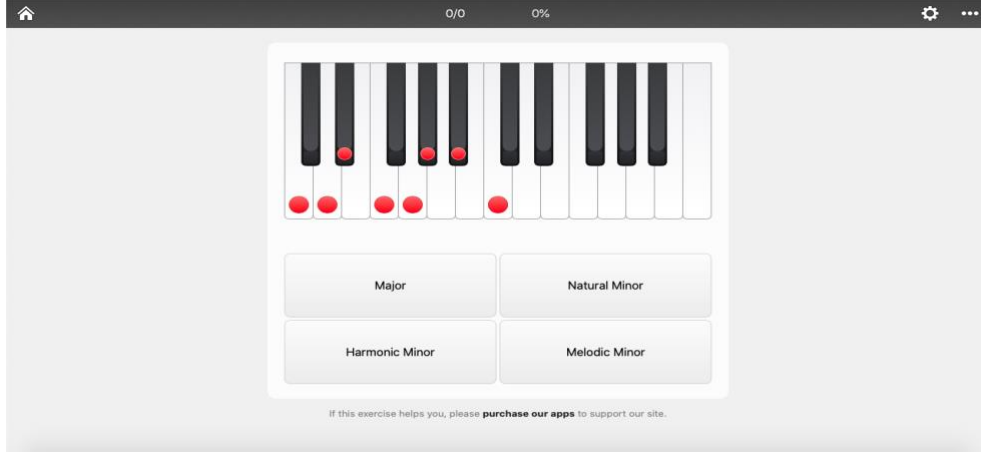 0/0 0%
Major Natural Minor
Harmonic Minor Melodic Minor
If this exercise helps you, please purchase our apps to support our site.